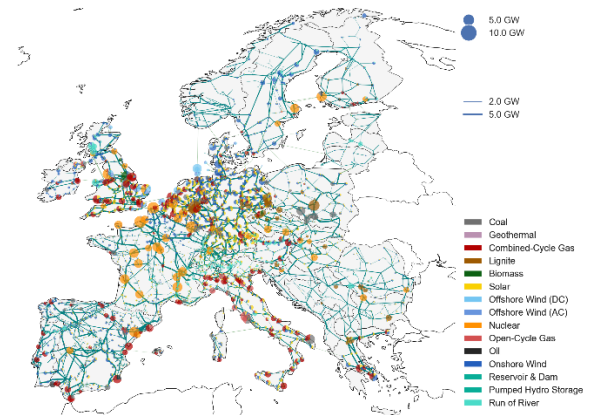 5.0 GW
10.0 GW
2.0 GW
5.0 GW
Coal
Geothermal
Combined-Cycle Gas
Lignite
Biomass
Solar
Offshore Wind (DC)
Offshore Wind (AC)
Nuclear
Open-Cycle Gas
Oil
Onshore Wind
Reservoir & Dam
Pumped Hydro Storage
Run of River